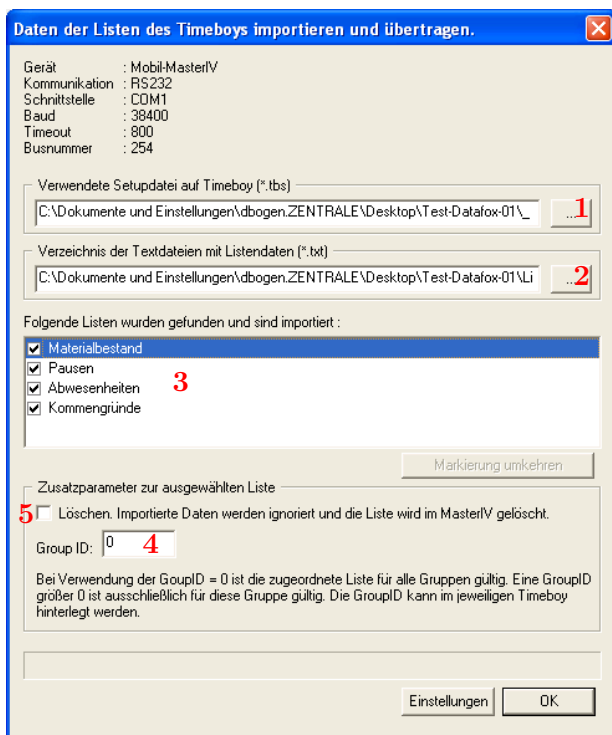 Daten der Listen des Timeboys importieren und übertragen.
Gerät : Mobil-MasterIV
Kommunikation : RS232
Schnittstelle : COM1
Baud : 38400
Timeout : 800
Busnummer : 254
Verwendete Setupdatei auf Timeboy (*.tbs)
C:\Dokumente und Einstellungen\dbogen.ZENTRALE\Desktop\Test-Datafox-01\_ ... 1
Verzeichnis der Textdateien mit Listendaten (*.txt)
C:\Dokumente und Einstellungen\dbogen.ZENTRALE\Desktop\Test-Datafox-01\Li ... 2
Folgende Listen wurden gefunden und sind importiert :
Materialbestand
Pausen
Abwesenheiten 3
Kommengründe
Markierung umkehren
Zusatzparameter zur ausgewählten Liste
5 Löschen. Importierte Daten werden ignoriert und die Liste wird im MasterIV gelöscht.
Group ID: 0 4
Bei Verwendung der GoupID = 0 ist die zugeordnete Liste für alle Gruppen gültig. Eine GroupID
größer 0 ist ausschließlich für diese Gruppe gültig. Die GroupID kann im jeweiligen Timeboy
hinterlegt werden.
Einstellungen OK